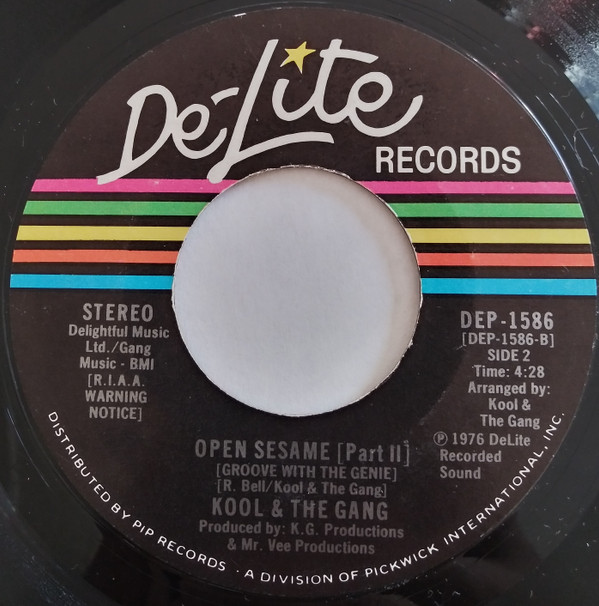 De-Lite
RECORDS
STEREO
Delightful Music
Ltd./Gang
Music - BMI
[R.I.A.A.
WARNING
NOTICE]
DEP-1586
[DEP-1586-B]
SIDE 2
Time: 4:28
Arranged by:
Kool &
The Gang
℗ 1976 DeLite
Recorded
Sound
OPEN SESAME [Part II]
[GROOVE WITH THE GENIE]
[R. Bell/Kool & The Gang]
KOOL & THE GANG
Produced by: K.G. Productions
& Mr. Vee Productions
DISTRIBUTED BY PIP RECORDS · A DIVISION OF PICKWICK INTERNATIONAL, INC.